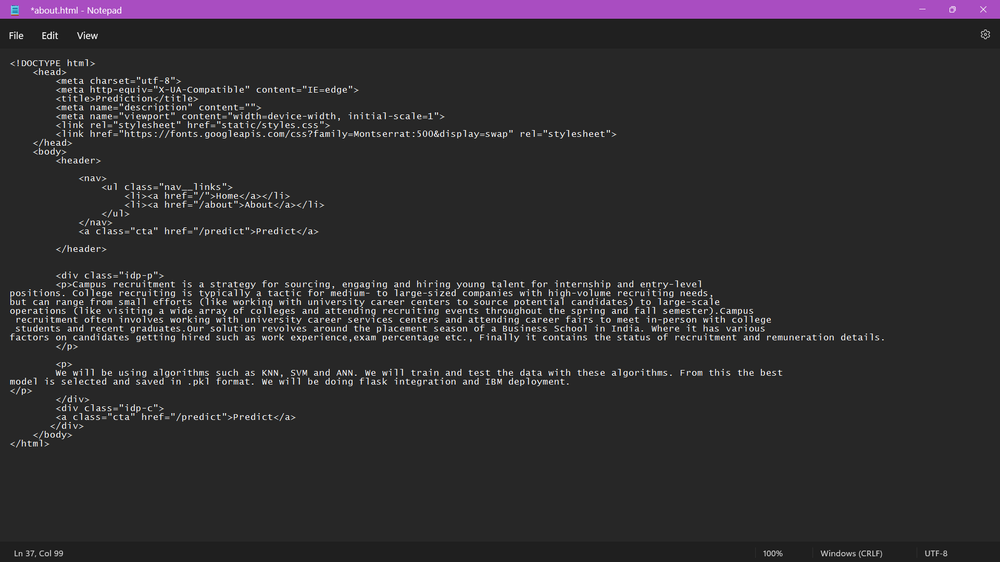 *about.html - Notepad
File Edit View
<!DOCTYPE html>
<head>
<meta charset="utf-8">
<meta http-equiv="X-UA-Compatible" content="IE=edge">
<title>Prediction</title>
<meta name="description" content="">
<meta name="viewport" content="width=device-width, initial-scale=1">
<link rel="stylesheet" href="static/styles.css">
<link href="https://fonts.googleapis.com/css?family=Montserrat:500&display=swap" rel="stylesheet">
</head>
<body>
<header>
<nav>
<ul class="nav__links">
<li><a href="/">Home</a></li>
<li><a href="/about">About</a></li>
</ul>
</nav>
<a class="cta" href="/predict">Predict</a>
</header>
<div class="idp-p">
<p>Campus recruitment is a strategy for sourcing, engaging and hiring young talent for internship and entry-level
positions. College recruiting is typically a tactic for medium- to large-sized companies with high-volume recruiting needs,
but can range from small efforts (like working with university career centers to source potential candidates) to large-scale
operations (like visiting a wide array of colleges and attending recruiting events throughout the spring and fall semester).Campus
recruitment often involves working with university career services centers and attending career fairs to meet in-person with college
students and recent graduates.Our solution revolves around the placement season of a Business School in India. Where it has various
factors on candidates getting hired such as work experience,exam percentage etc., Finally it contains the status of recruitment and remuneration details.
</p>
<p>
We will be using algorithms such as KNN, SVM and ANN. We will train and test the data with these algorithms. From this the best
model is selected and saved in .pkl format. We will be doing flask integration and IBM deployment.
</p>
</div>
<div class="idp-c">
<a class="cta" href="/predict">Predict</a>
</div>
</body>
</html>
Ln 37, Col 99 100% Windows (CRLF) UTF-8